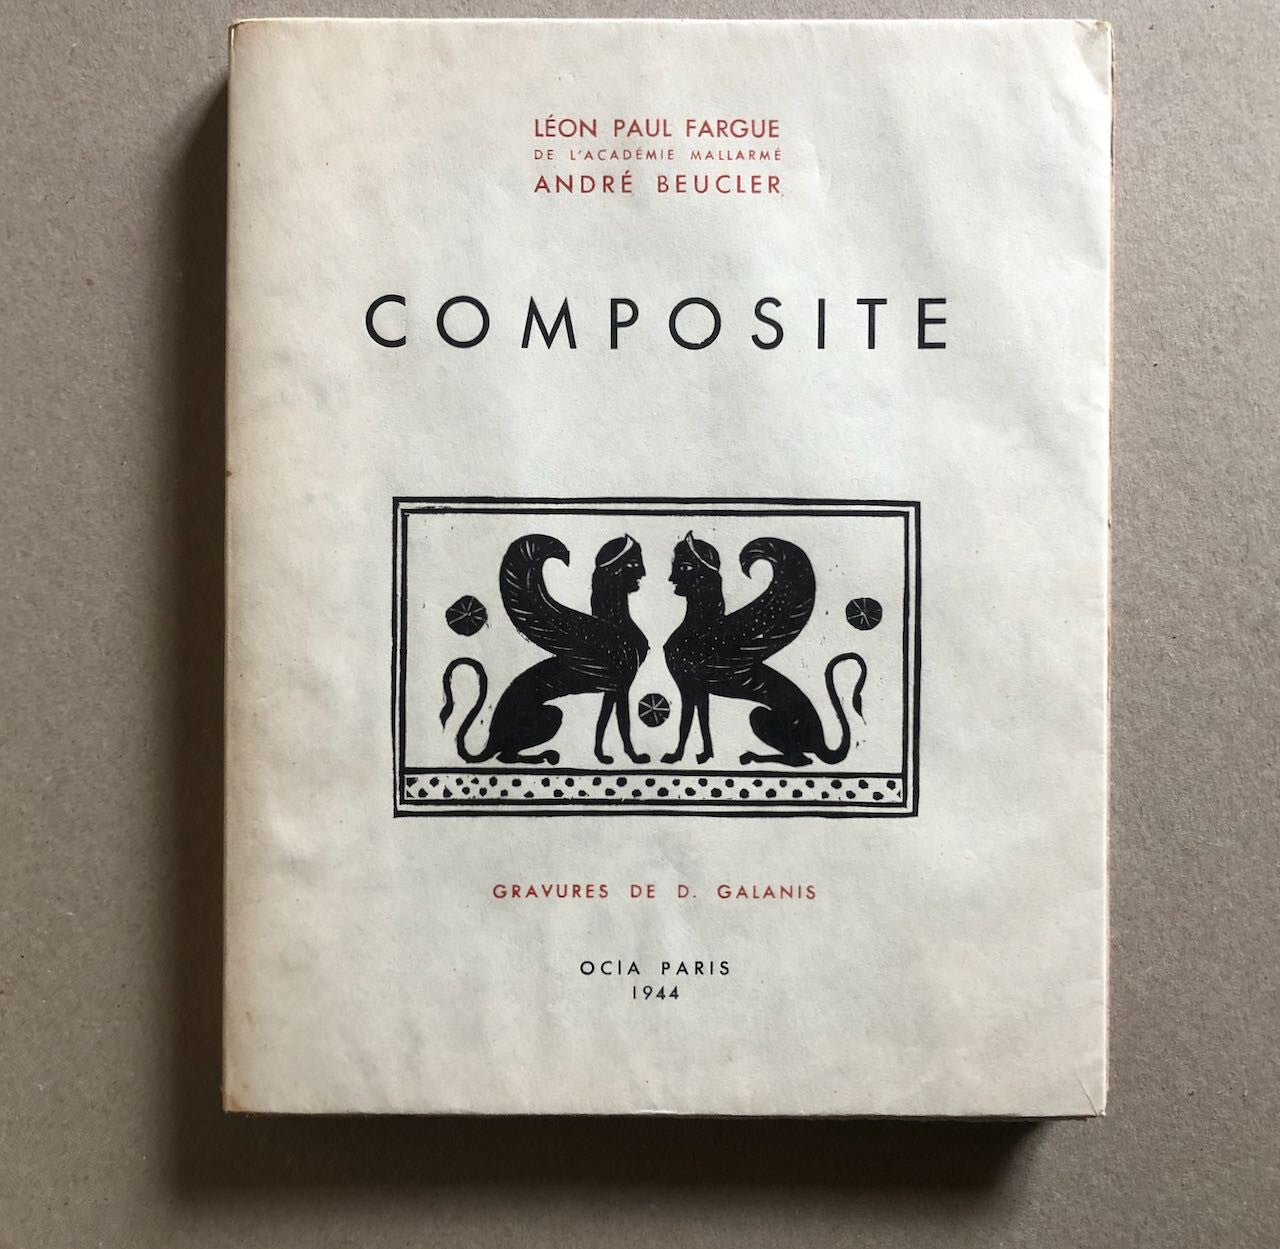 LÉON PAUL FARGUE
DE L'ACADÉMIE MALLARMÉ
ANDRÉ BEUCLER
COMPOSITE
GRAVURES DE D. GALANIS
OCIA PARIS
1944